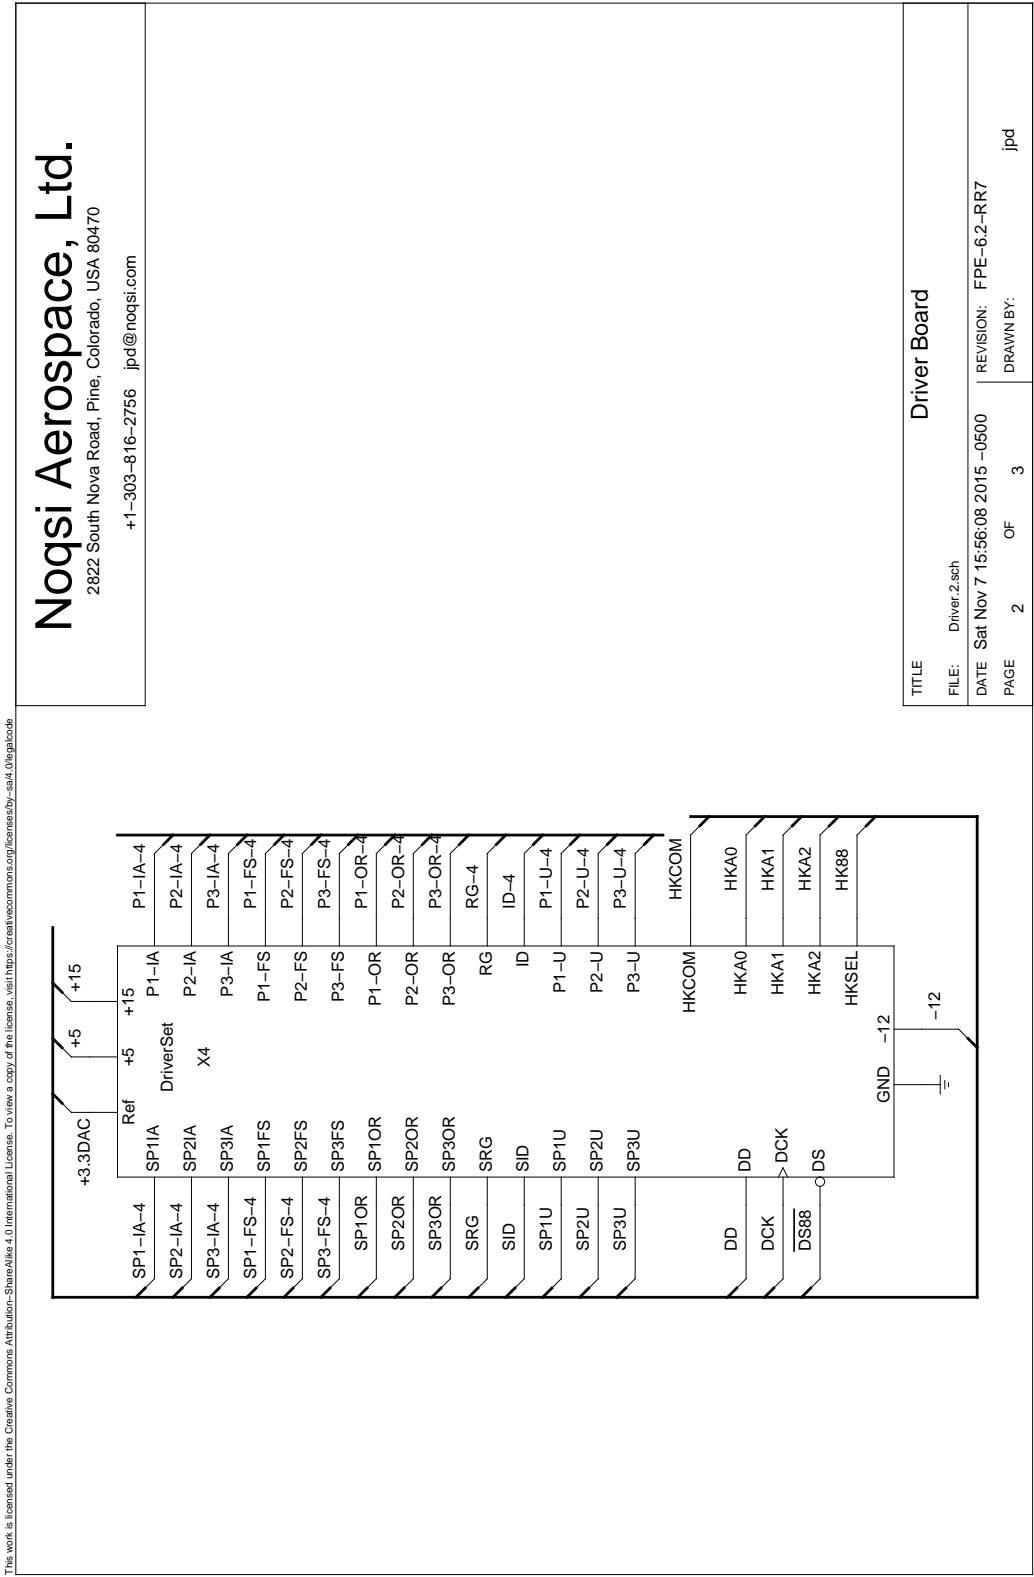 This work is licensed under the Creative Commons Attribution−ShareAlike 4.0 International License. To view a copy of the license, visit https://creativecommons.org/licenses/by−sa/4.0/legalcode
Noqsi Aerospace, Ltd.
2822 South Nova Road, Pine, Colorado, USA 80470
+1−303−816−2756 jpd@noqsi.com
+3.3DAC
+5
+15
Ref
+5
+15
DriverSet
X4
SP1−IA−4 SP1IA P1−IA P1−IA−4
SP2−IA−4 SP2IA P2−IA P2−IA−4
SP3−IA−4 SP3IA P3−IA P3−IA−4
SP1−FS−4 SP1FS P1−FS P1−FS−4
SP2−FS−4 SP2FS P2−FS P2−FS−4
SP3−FS−4 SP3FS P3−FS P3−FS−4
SP1OR SP1OR P1−OR P1−OR−4
SP2OR SP2OR P2−OR P2−OR−4
SP3OR SP3OR P3−OR P3−OR−4
SRG SRG RG RG−4
SID SID ID ID−4
SP1U SP1U P1−U P1−U−4
SP2U SP2U P2−U P2−U−4
SP3U SP3U P3−U P3−U−4
HKCOM HKCOM
DD DD HKA0 HKA0
DCK DCK HKA1 HKA1
DS88 DS HKA2 HKA2
HKSEL HK88
GND −12
−12
TITLE
Driver Board
FILE: Driver.2.sch
DATE Sat Nov 7 15:56:08 2015 −0500
REVISION: FPE−6.2−RR7
PAGE 2 OF 3
DRAWN BY: jpd